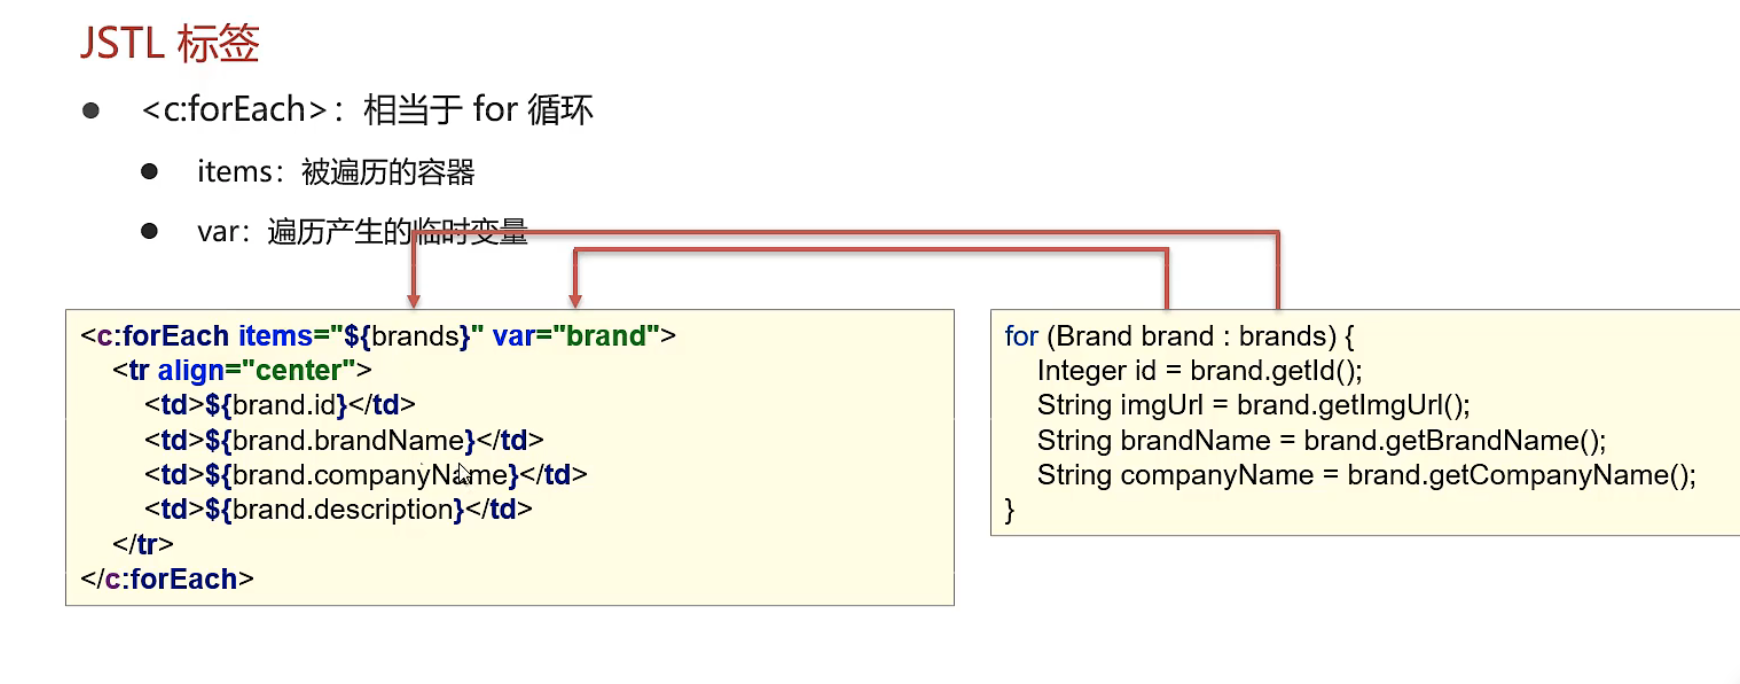 JSTL 标签
<c:forEach>：相当于 for 循环
items：被遍历的容器
var：遍历产生的临时变量
<c:forEach items="${brands}" var="brand">
<tr align="center">
<td>${brand.id}</td>
<td>${brand.brandName}</td>
<td>${brand.companyName}</td>
<td>${brand.description}</td>
</tr>
</c:forEach>
for (Brand brand : brands) {
Integer id = brand.getId();
String imgUrl = brand.getImgUrl();
String brandName = brand.getBrandName();
String companyName = brand.getCompanyName();
}